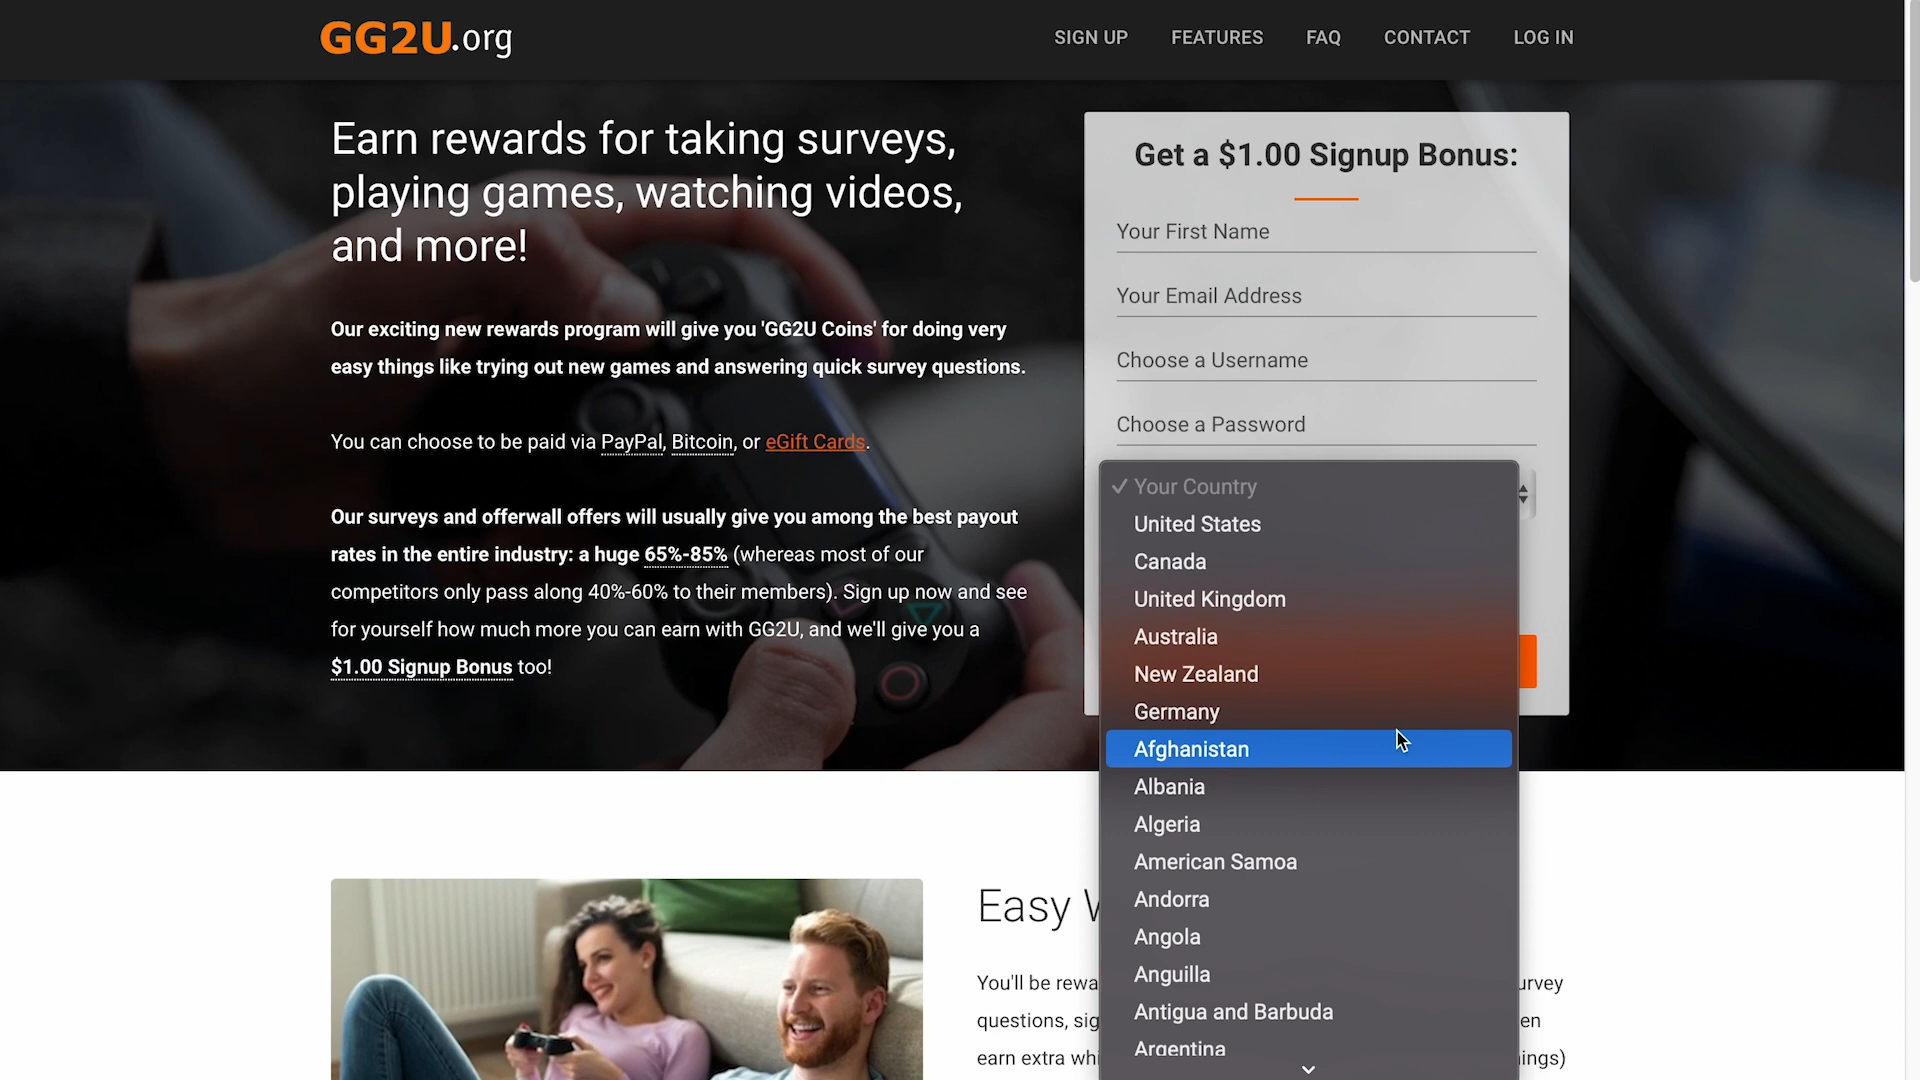 GG2U.org
SIGN UP
FEATURES
FAQ
CONTACT
LOG IN
Earn rewards for taking surveys,
playing games, watching videos,
and more!
Our exciting new rewards program will give you 'GG2U Coins' for doing very
easy things like trying out new games and answering quick survey questions.
You can choose to be paid via PayPal, Bitcoin, or eGift Cards.
Our surveys and offerwall offers will usually give you among the best payout
rates in the entire industry: a huge 65%-85% (whereas most of our
competitors only pass along 40%-60% to their members). Sign up now and see
for yourself how much more you can earn with GG2U, and we'll give you a
$1.00 Signup Bonus too!
Get a $1.00 Signup Bonus:
Your First Name
Your Email Address
Choose a Username
Choose a Password
✓ Your Country
United States
Canada
United Kingdom
Australia
New Zealand
Germany
Afghanistan
Albania
Algeria
American Samoa
Andorra
Angola
Anguilla
Antigua and Barbuda
Argentina
Easy
You'll be
questions,
earn extra